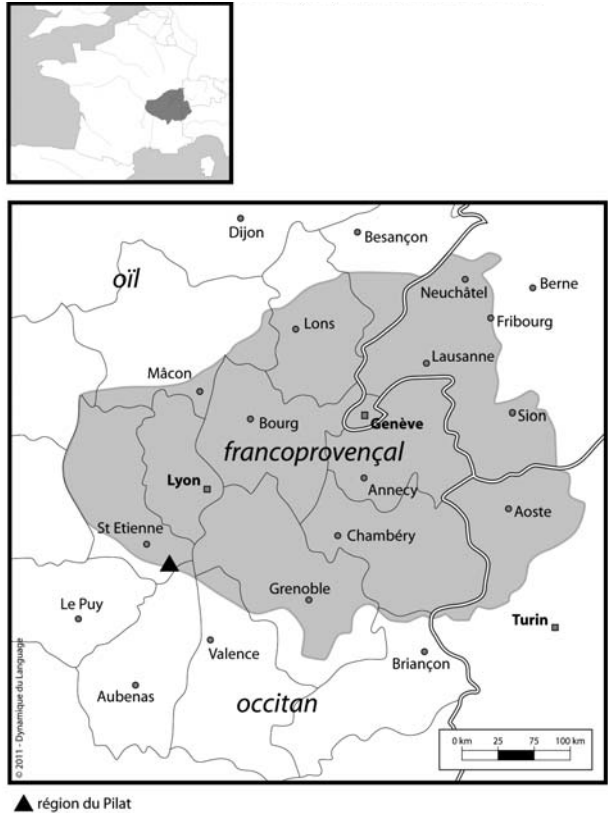 Dijon
Besançon
oïl
Neuchâtel
Berne
Lons
Fribourg
Lausanne
Mâcon
Bourg
Genève
Sion
francoprovençal
Lyon
Annecy
Aoste
St Etienne
Chambéry
Grenoble
Le Puy
Turin
Valence
Briançon
Aubenas
occitan
0 km 25 75 100 km
© 2011 - Dynamique du Language
région du Pilat